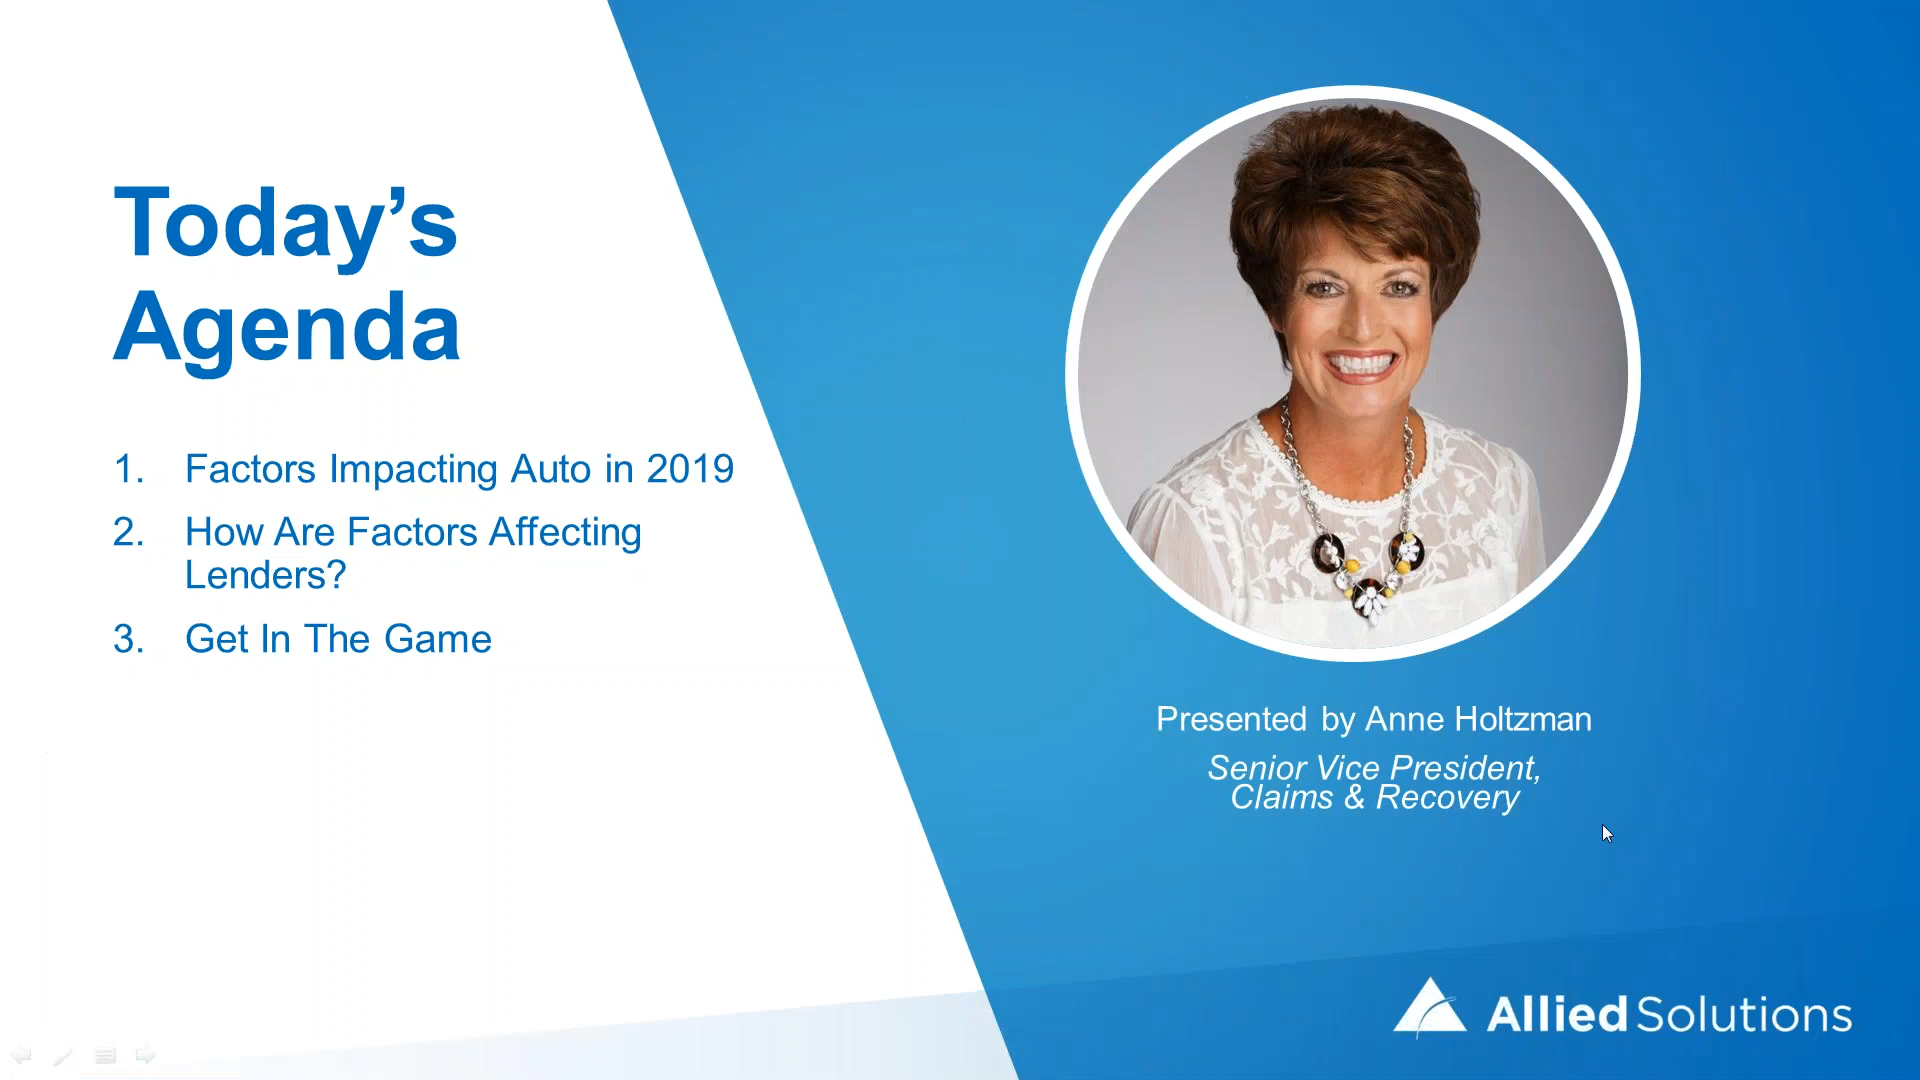 Today’s
Agenda
1. Factors Impacting Auto in 2019
2. How Are Factors Affecting
Lenders?
3. Get In The Game
Presented by Anne Holtzman
Senior Vice President,
Claims & Recovery
Allied Solutions